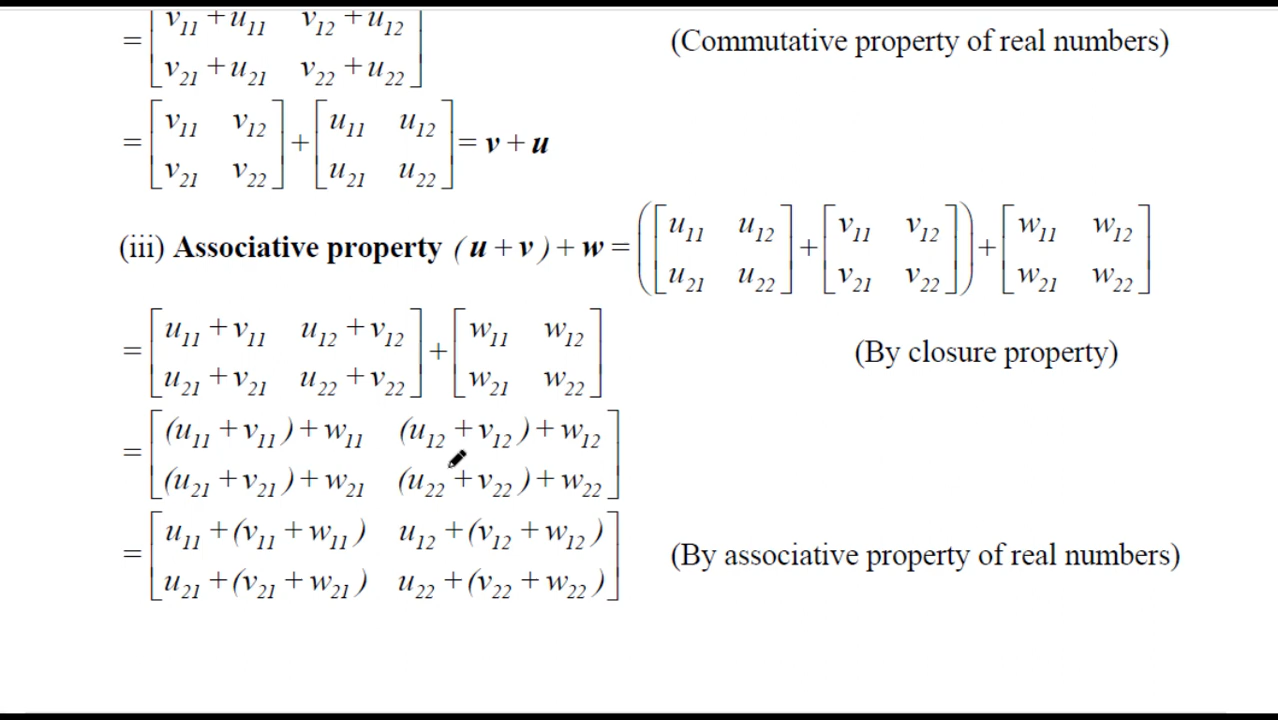 = [v₁₁ + u₁₁ v₁₂ + u₁₂
v₂₁ + u₂₁ v₂₂ + u₂₂] (Commutative property of real numbers)
= [v₁₁ v₁₂
v₂₁ v₂₂] + [u₁₁ u₁₂
u₂₁ u₂₂] = v + u
(iii) Associative property (u + v) + w = ([u₁₁ u₁₂
u₂₁ u₂₂] + [v₁₁ v₁₂
v₂₁ v₂₂]) + [w₁₁ w₁₂
w₂₁ w₂₂]
= [u₁₁ + v₁₁ u₁₂ + v₁₂
u₂₁ + v₂₁ u₂₂ + v₂₂] + [w₁₁ w₁₂
w₂₁ w₂₂] (By closure property)
= [(u₁₁ + v₁₁) + w₁₁ (u₁₂ + v₁₂) + w₁₂
(u₂₁ + v₂₁) + w₂₁ (u₂₂ + v₂₂) + w₂₂]
= [u₁₁ + (v₁₁ + w₁₁) u₁₂ + (v₁₂ + w₁₂)
u₂₁ + (v₂₁ + w₂₁) u₂₂ + (v₂₂ + w₂₂)] (By associative property of real numbers)